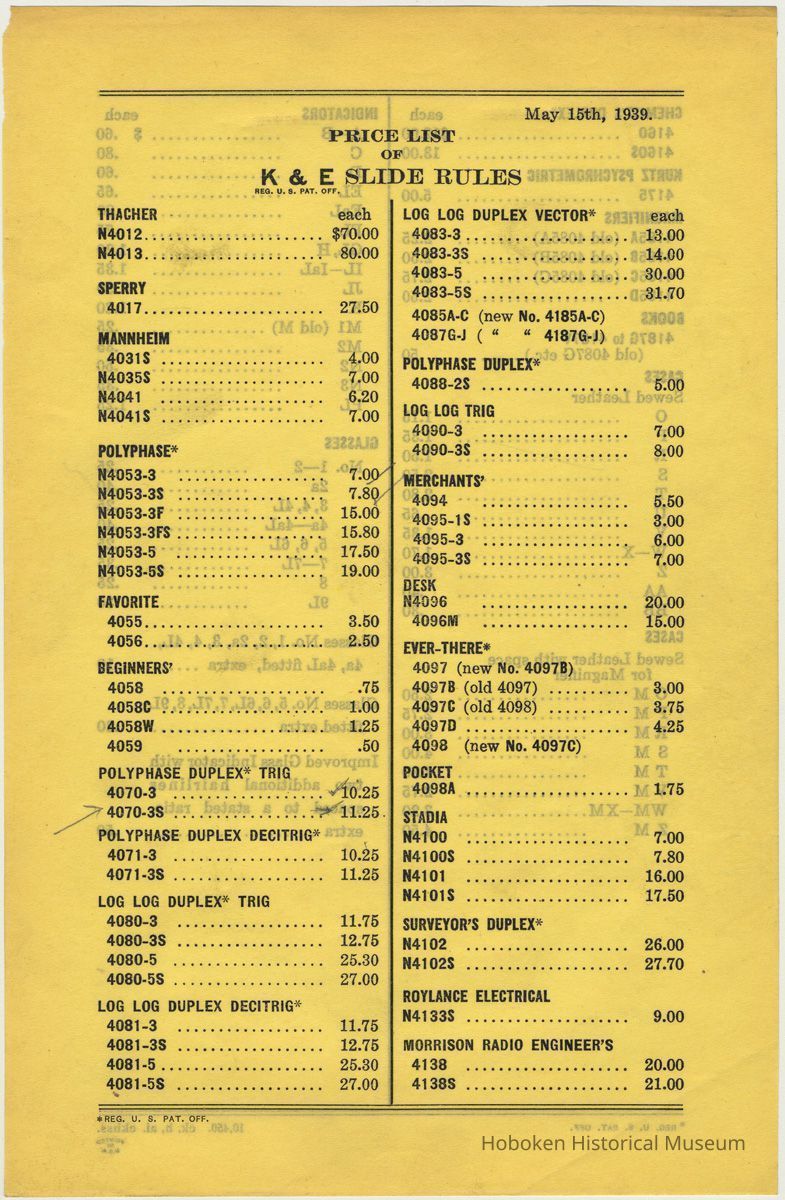 May 15th, 1939.
PRICE LIST
OF
K & E SLIDE RULES
REG. U. S. PAT. OFF.
THACHER each
N4012 ........................ $70.00
N4013 ........................ 80.00
SPERRY
4017 ........................ 27.50
MANNHEIM
4031S ...................... 4.00
N4035S ...................... 7.00
N4041 ...................... 6.20
N4041S ...................... 7.00
POLYPHASE*
N4053-3 .................... 7.00
N4053-3S .................... 7.80
N4053-3F .................... 15.00
N4053-3FS .................... 15.80
N4053-5 .................... 17.50
N4053-5S .................... 19.00
FAVORITE
4055 ........................ 3.50
4056 ........................ 2.50
BEGINNERS'
4058 ...................... .75
4058C ...................... 1.00
4058W ...................... 1.25
4059 ...................... .50
POLYPHASE DUPLEX* TRIG
4070-3 .................... 10.25
4070-3S .................... 11.25
POLYPHASE DUPLEX DECITRIG*
4071-3 .................... 10.25
4071-3S .................... 11.25
LOG LOG DUPLEX* TRIG
4080-3 .................... 11.75
4080-3S .................... 12.75
4080-5 .................... 25.30
4080-5S .................... 27.00
LOG LOG DUPLEX DECITRIG*
4081-3 .................... 11.75
4081-3S .................... 12.75
4081-5 .................... 25.30
4081-5S .................... 27.00
LOG LOG DUPLEX VECTOR* each
4083-3 ...................... 13.00
4083-3S ...................... 14.00
4083-5 ...................... 30.00
4083-5S ...................... 31.70
4085A-C (new No. 4185A-C)
4087G-J ( " " 4187G-J)
POLYPHASE DUPLEX*
4088-2S .................... 5.00
LOG LOG TRIG
4090-3 .................... 7.00
4090-3S .................... 8.00
MERCHANTS'
4094 .................... 5.50
4095-1S .................... 3.00
4095-3 .................... 6.00
4095-3S .................... 7.00
DESK
N4096 .................... 20.00
4096M .................... 15.00
EVER-THERE*
4097 (new No. 4097B)
4097B (old 4097) ............ 3.00
4097C (old 4098) ............ 3.75
4097D ...................... 4.25
4098 (new No. 4097C)
POCKET
4098A ...................... 1.75
STADIA
N4100 ...................... 7.00
N4100S ...................... 7.80
N4101 ...................... 16.00
N4101S ...................... 17.50
SURVEYOR'S DUPLEX*
N4102 ...................... 26.00
N4102S ...................... 27.70
ROYLANCE ELECTRICAL
N4133S ...................... 9.00
MORRISON RADIO ENGINEER'S
4138 ...................... 20.00
4138S ...................... 21.00
*REG. U. S. PAT. OFF.
Hoboken Historical Museum